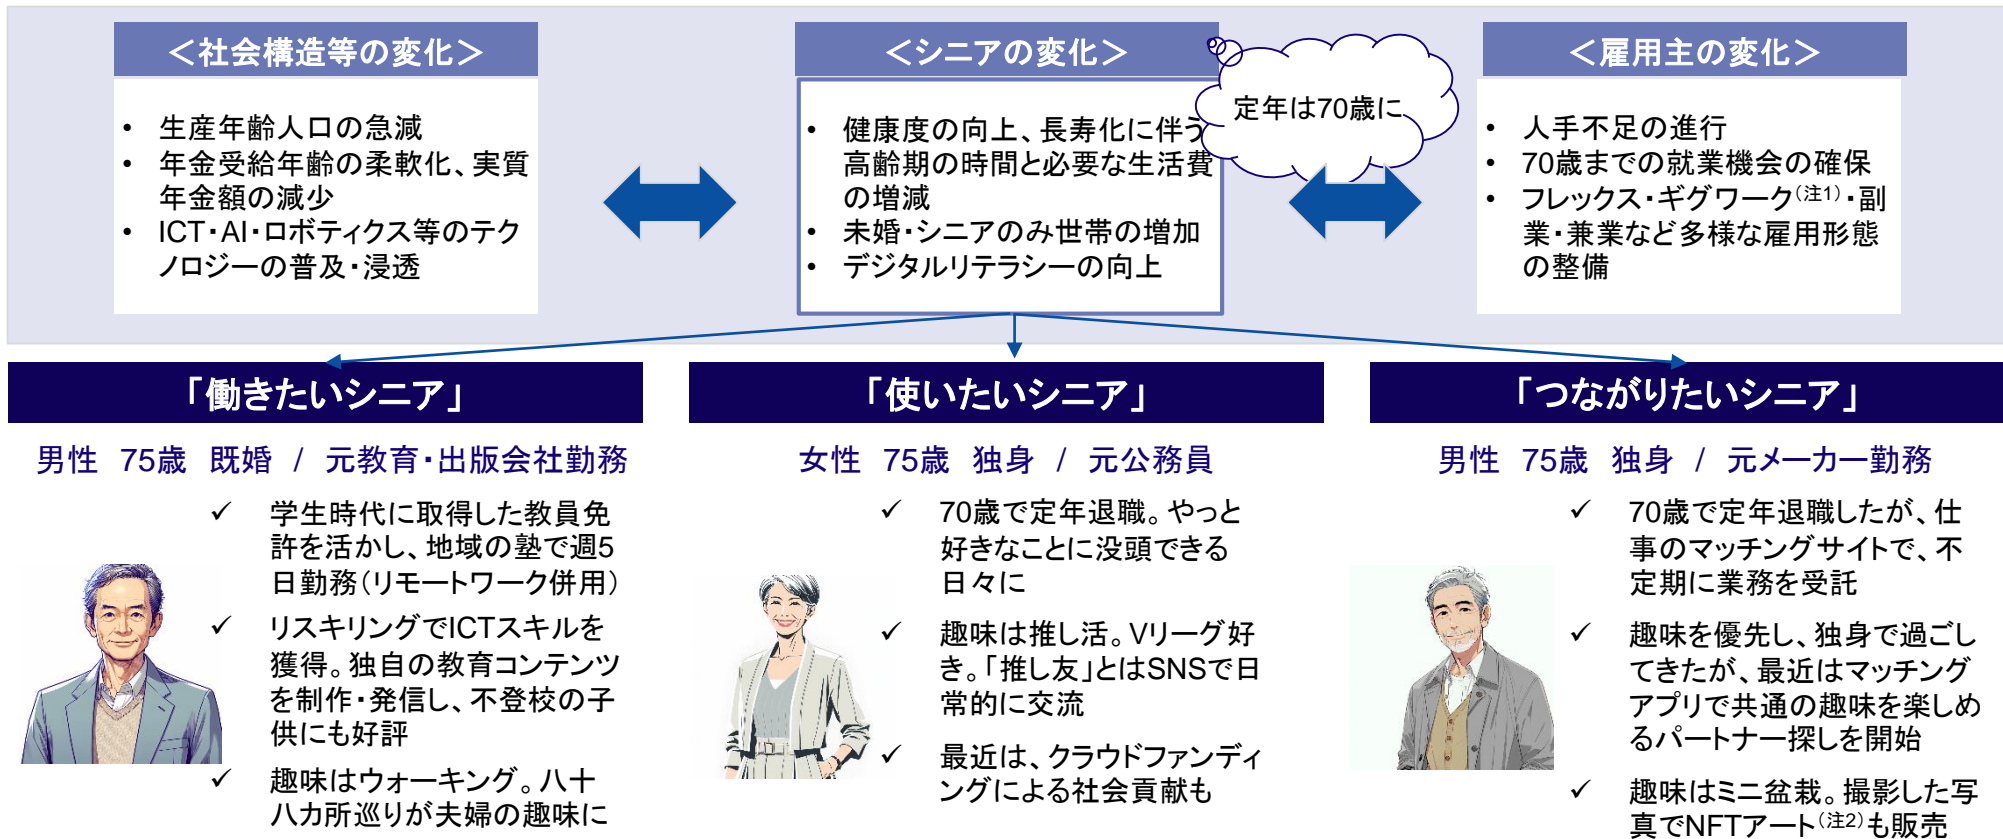 ＜社会構造等の変化＞
• 生産年齢人口の急減
• 年金受給年齢の柔軟化、実質
年金額の減少
• ICT・AI・ロボティクス等のテク
ノロジーの普及・浸透
＜シニアの変化＞
• 健康度の向上、長寿化に伴う
高齢期の時間と必要な生活費
の増減
• 未婚・シニアのみ世帯の増加
• デジタルリテラシーの向上
定年は70歳に
＜雇用主の変化＞
• 人手不足の進行
• 70歳までの就業機会の確保
• フレックス・ギグワーク(注1)・副
業・兼業など多様な雇用形態
の整備
「働きたいシニア」
男性 75歳 既婚 / 元教育・出版会社勤務
✓ 学生時代に取得した教員免
許を活かし、地域の塾で週5
日勤務(リモートワーク併用)
✓ リスキリングでICTスキルを
獲得。独自の教育コンテンツ
を制作・発信し、不登校の子
供にも好評
✓ 趣味はウォーキング。八十
八カ所巡りが夫婦の趣味に
「使いたいシニア」
女性 75歳 独身 / 元公務員
✓ 70歳で定年退職。やっと
好きなことに没頭できる
日々に
✓ 趣味は推し活。Vリーグ好
き。「推し友」とはSNSで日
常的に交流
✓ 最近は、クラウドファンディ
ングによる社会貢献も
「つながりたいシニア」
男性 75歳 独身 / 元メーカー勤務
✓ 70歳で定年退職したが、仕
事のマッチングサイトで、不
定期に業務を受託
✓ 趣味を優先し、独身で過ごし
てきたが、最近はマッチング
アプリで共通の趣味を楽しめ
るパートナー探しを開始
✓ 趣味はミニ盆栽。撮影した写
真でNFTアート(注2)も販売